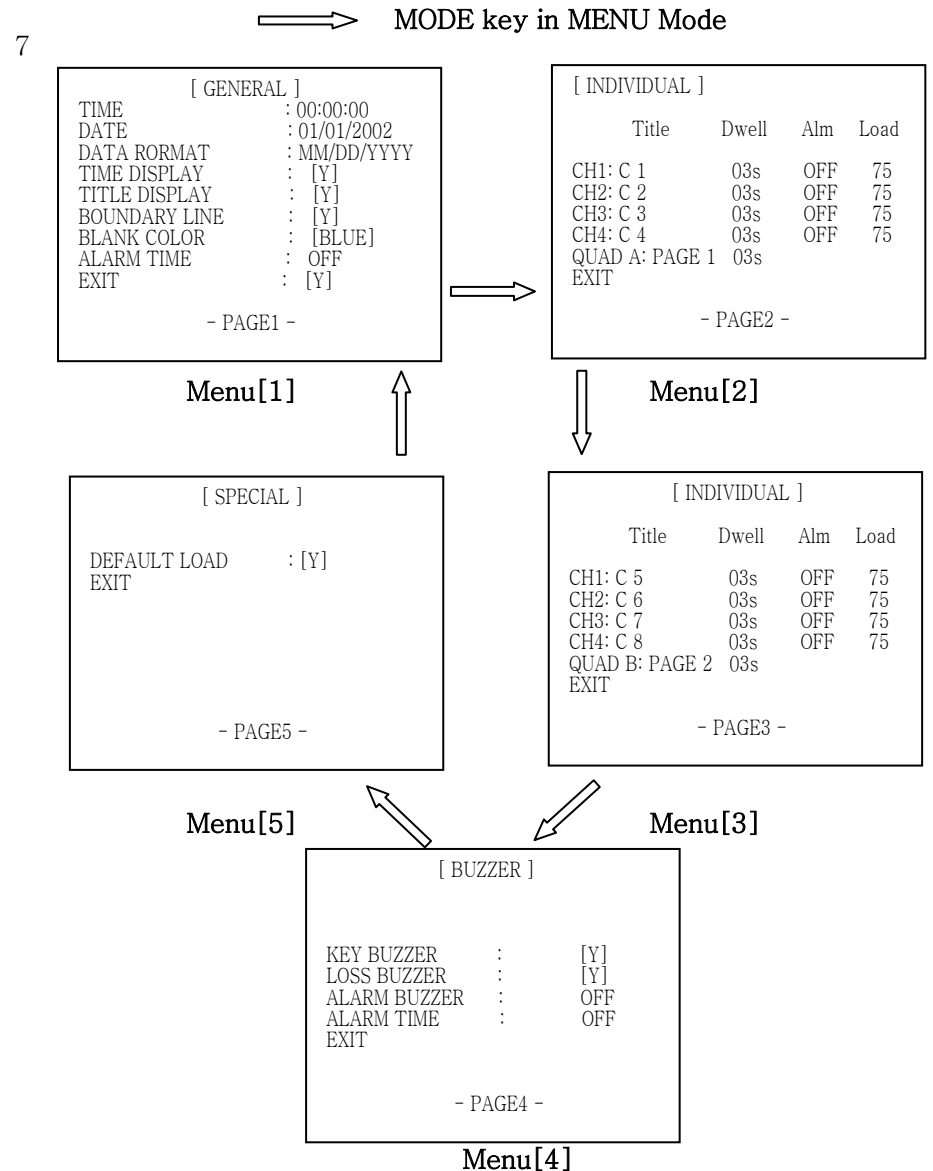 MODE key in MENU Mode
7
[ GENERAL ]
TIME : 00:00:00
DATE : 01/01/2002
DATA RORMAT : MM/DD/YYYY
TIME DISPLAY : [Y]
TITLE DISPLAY : [Y]
BOUNDARY LINE : [Y]
BLANK COLOR : [BLUE]
ALARM TIME : OFF
EXIT : [Y]
- PAGE1 -
Menu[1]
[ INDIVIDUAL ]
Title Dwell Alm Load
CH1: C 1 03s OFF 75
CH2: C 2 03s OFF 75
CH3: C 3 03s OFF 75
CH4: C 4 03s OFF 75
QUAD A: PAGE 1 03s
EXIT
- PAGE2 -
Menu[2]
[ SPECIAL ]
DEFAULT LOAD : [Y]
EXIT
- PAGE5 -
Menu[5]
[ INDIVIDUAL ]
Title Dwell Alm Load
CH1: C 5 03s OFF 75
CH2: C 6 03s OFF 75
CH3: C 7 03s OFF 75
CH4: C 8 03s OFF 75
QUAD B: PAGE 2 03s
EXIT
- PAGE3 -
Menu[3]
[ BUZZER ]
KEY BUZZER : [Y]
LOSS BUZZER : [Y]
ALARM BUZZER : OFF
ALARM TIME : OFF
EXIT
- PAGE4 -
Menu[4]